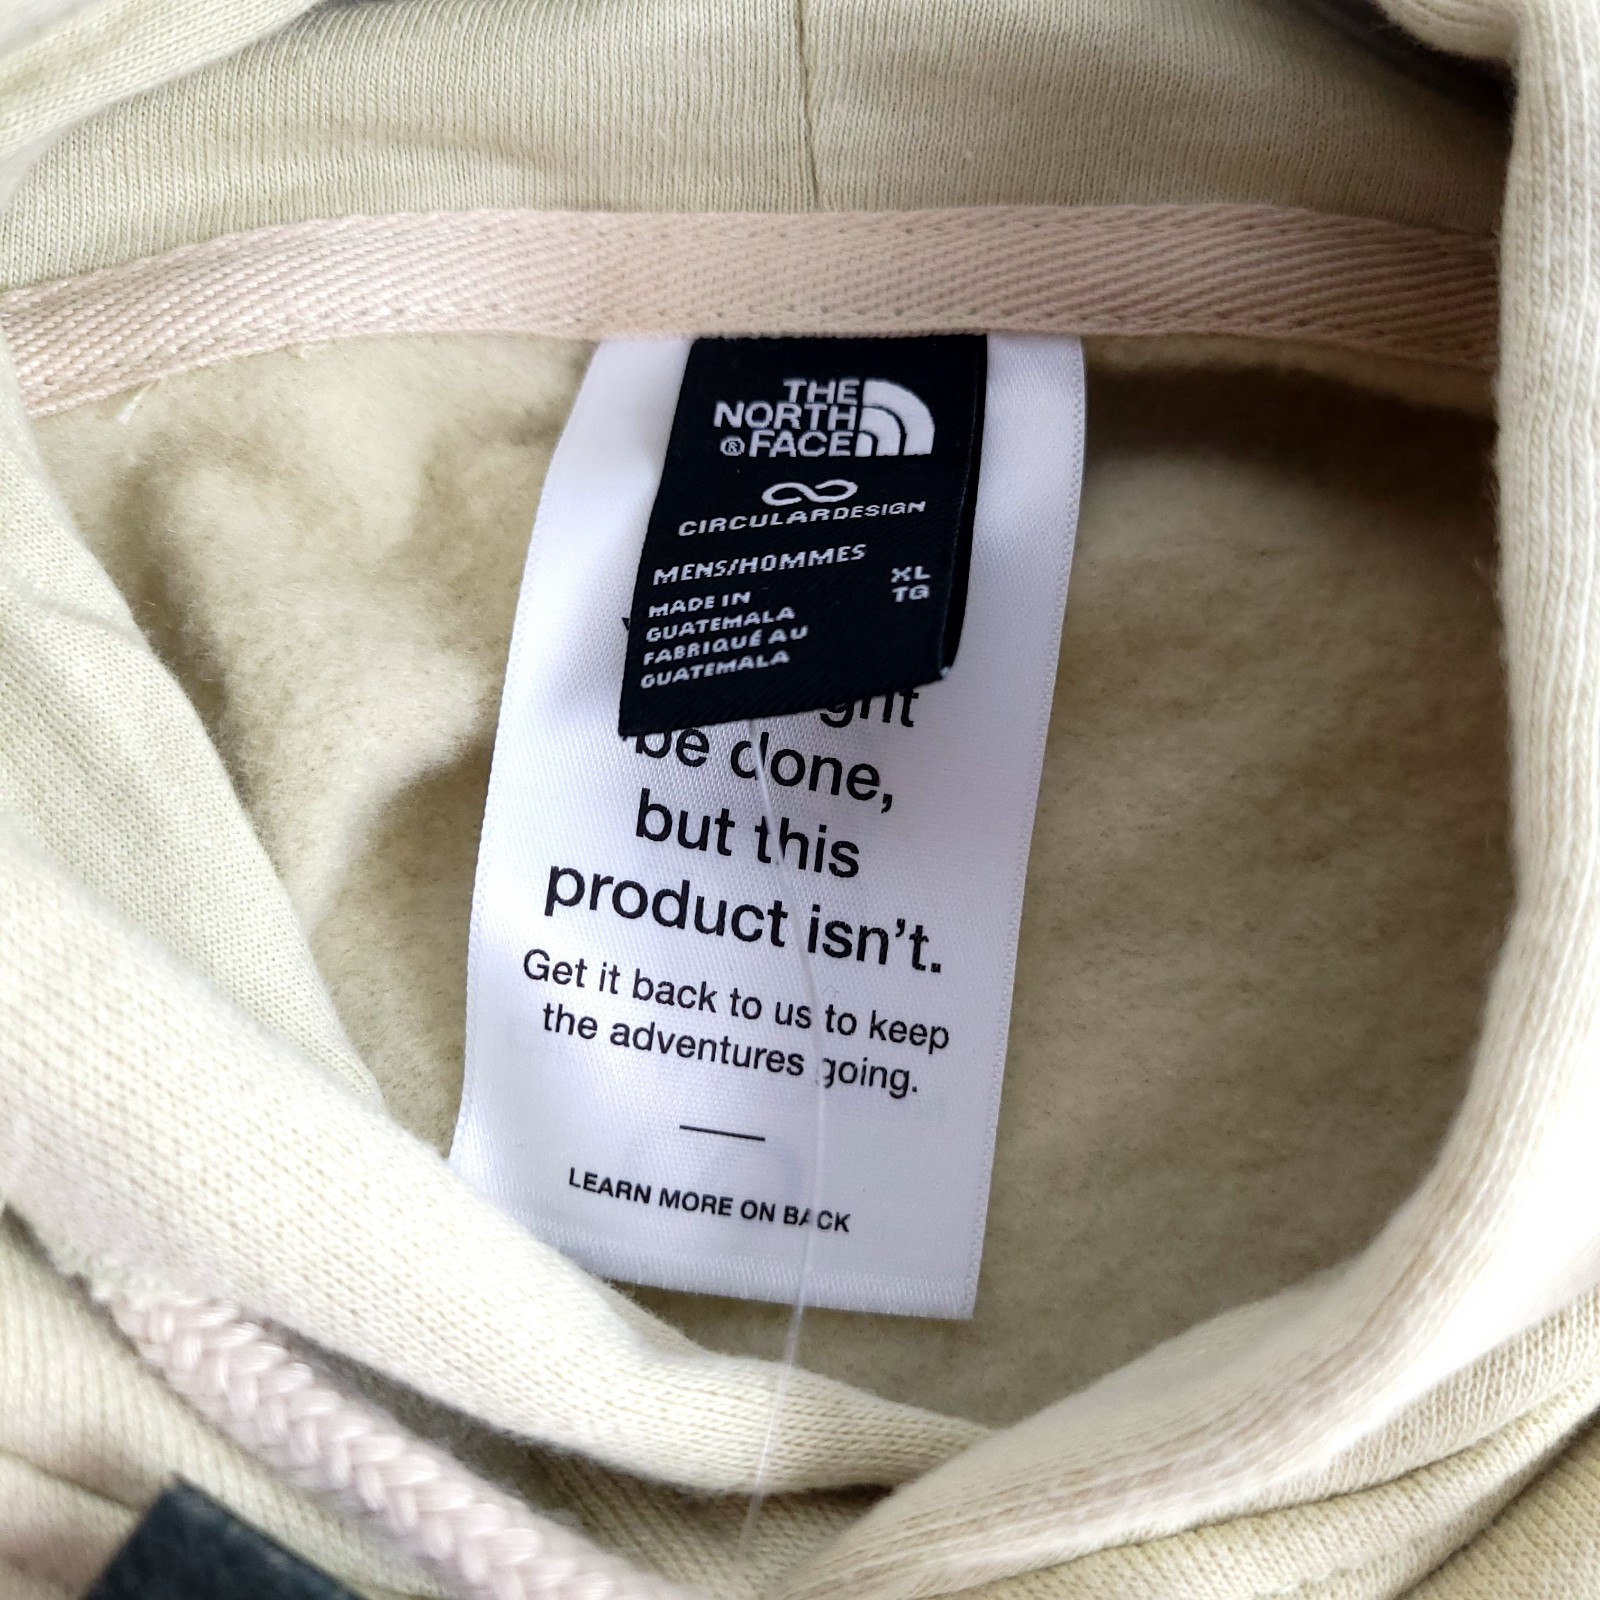 THE
NORTH
® FACE
CIRCULARDESIGN
MENS/HOMMES
XL
TG
MADE IN
GUATEMALA
FABRIQUÉ AU
GUATEMALA
be done,
but this
product isn't.
Get it back to us to keep
the adventures going.
LEARN MORE ON BACK